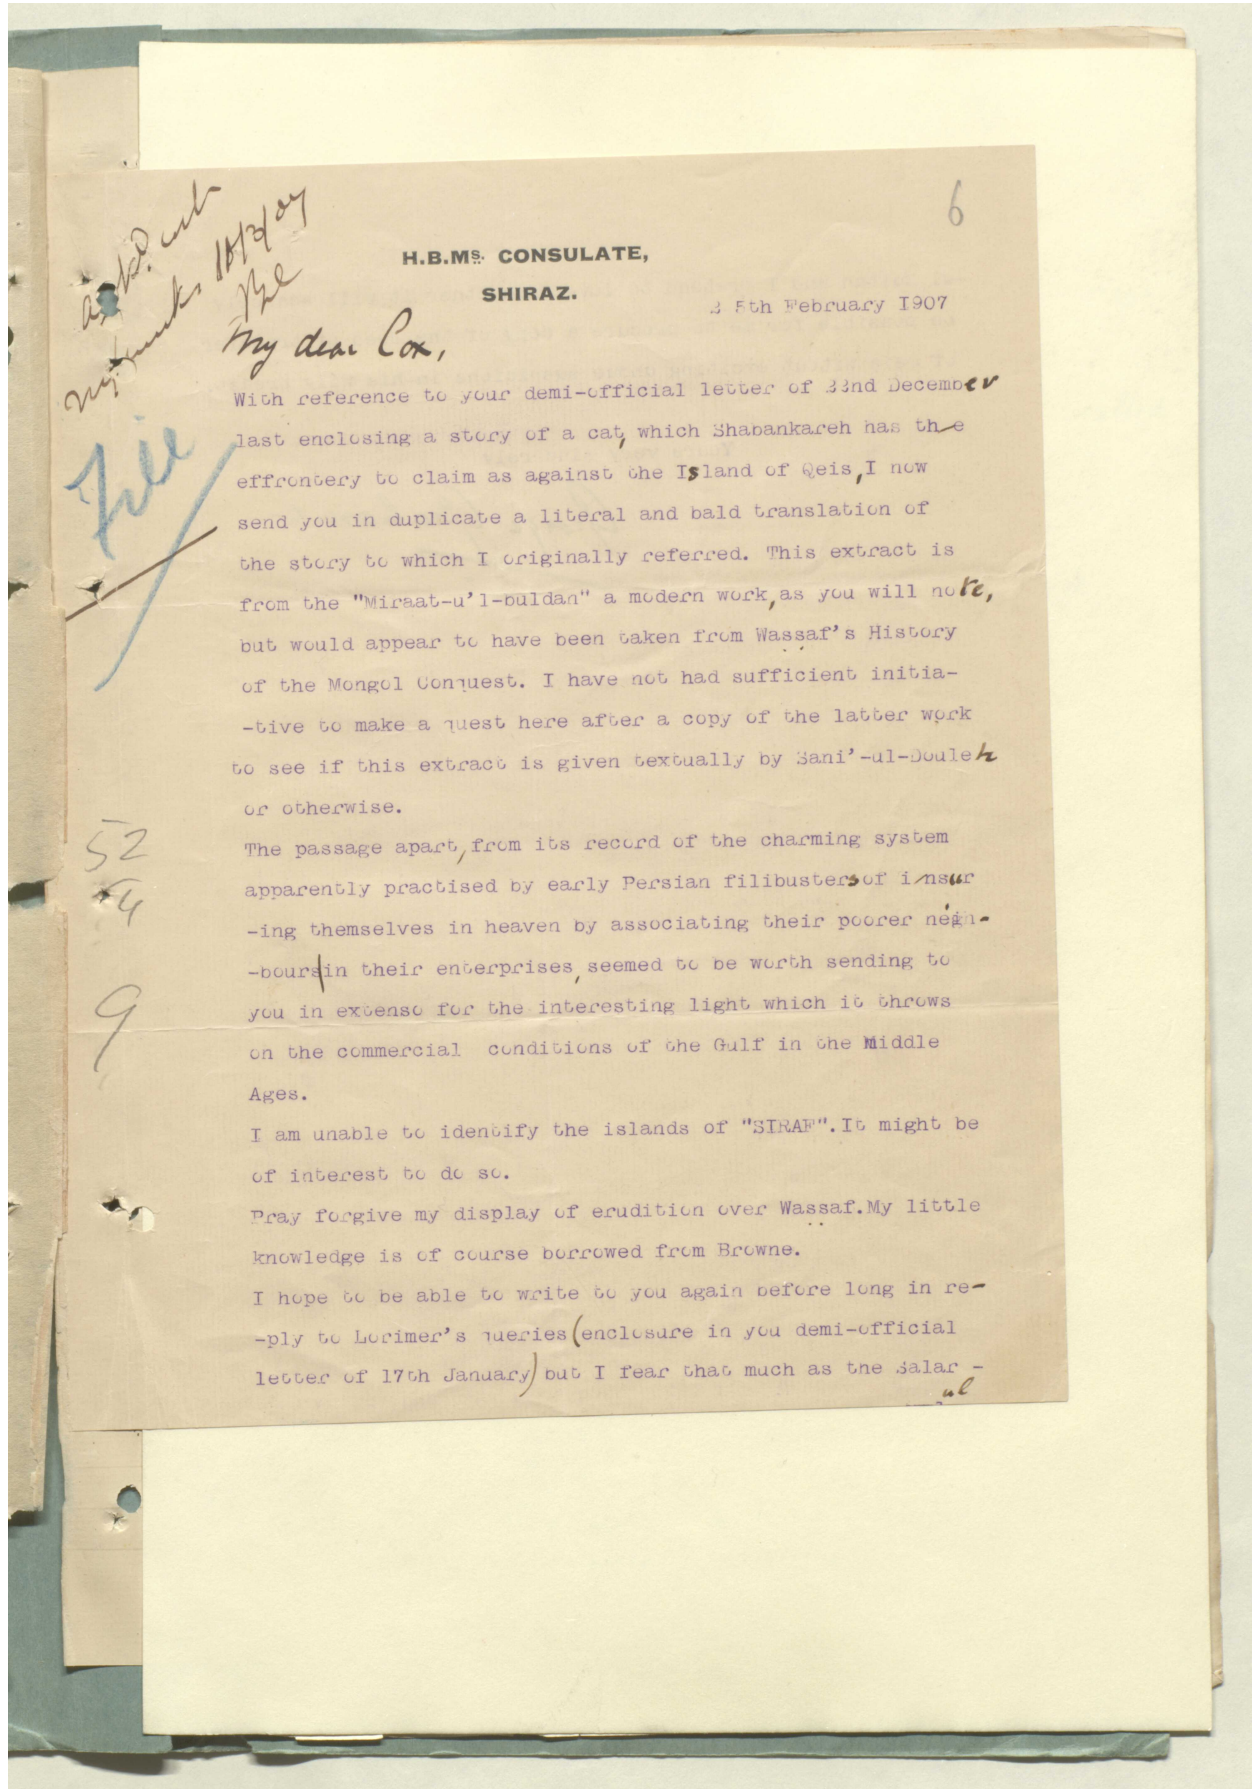 6
H.B.Ms. CONSULATE,
SHIRAZ.
25th February 1907
My dear Cox,
With reference to your demi-official letter of 22nd December
last enclosing a story of a cat, which Shabankareh has the
effrontery to claim as against the Island of Qeis, I now
send you in duplicate a literal and bald translation of
the story to which I originally referred. This extract is
from the "Miraat-u'l-buldan" a modern work, as you will note,
but would appear to have been taken from Wassaf's History
of the Mongol Conquest. I have not had sufficient initia-
-tive to make a quest here after a copy of the latter work
to see if this extract is given textually by Sani'-ul-Douleh
or otherwise.
The passage apart, from its record of the charming system
apparently practised by early Persian filibusters of insur
-ing themselves in heaven by associating their poorer neigh-
-bours in their enterprises, seemed to be worth sending to
you in extenso for the interesting light which it throws
on the commercial conditions of the Gulf in the Middle
Ages.
I am unable to identify the islands of "SIRAF". It might be
of interest to do so.
Pray forgive my display of erudition over Wassaf. My little
knowledge is of course borrowed from Browne.
I hope to be able to write to you again before long in re-
-ply to Lorimer's queries (enclosure in you demi-official
letter of 17th January) but I fear that much as the Salar -
ul
File
52
4
9